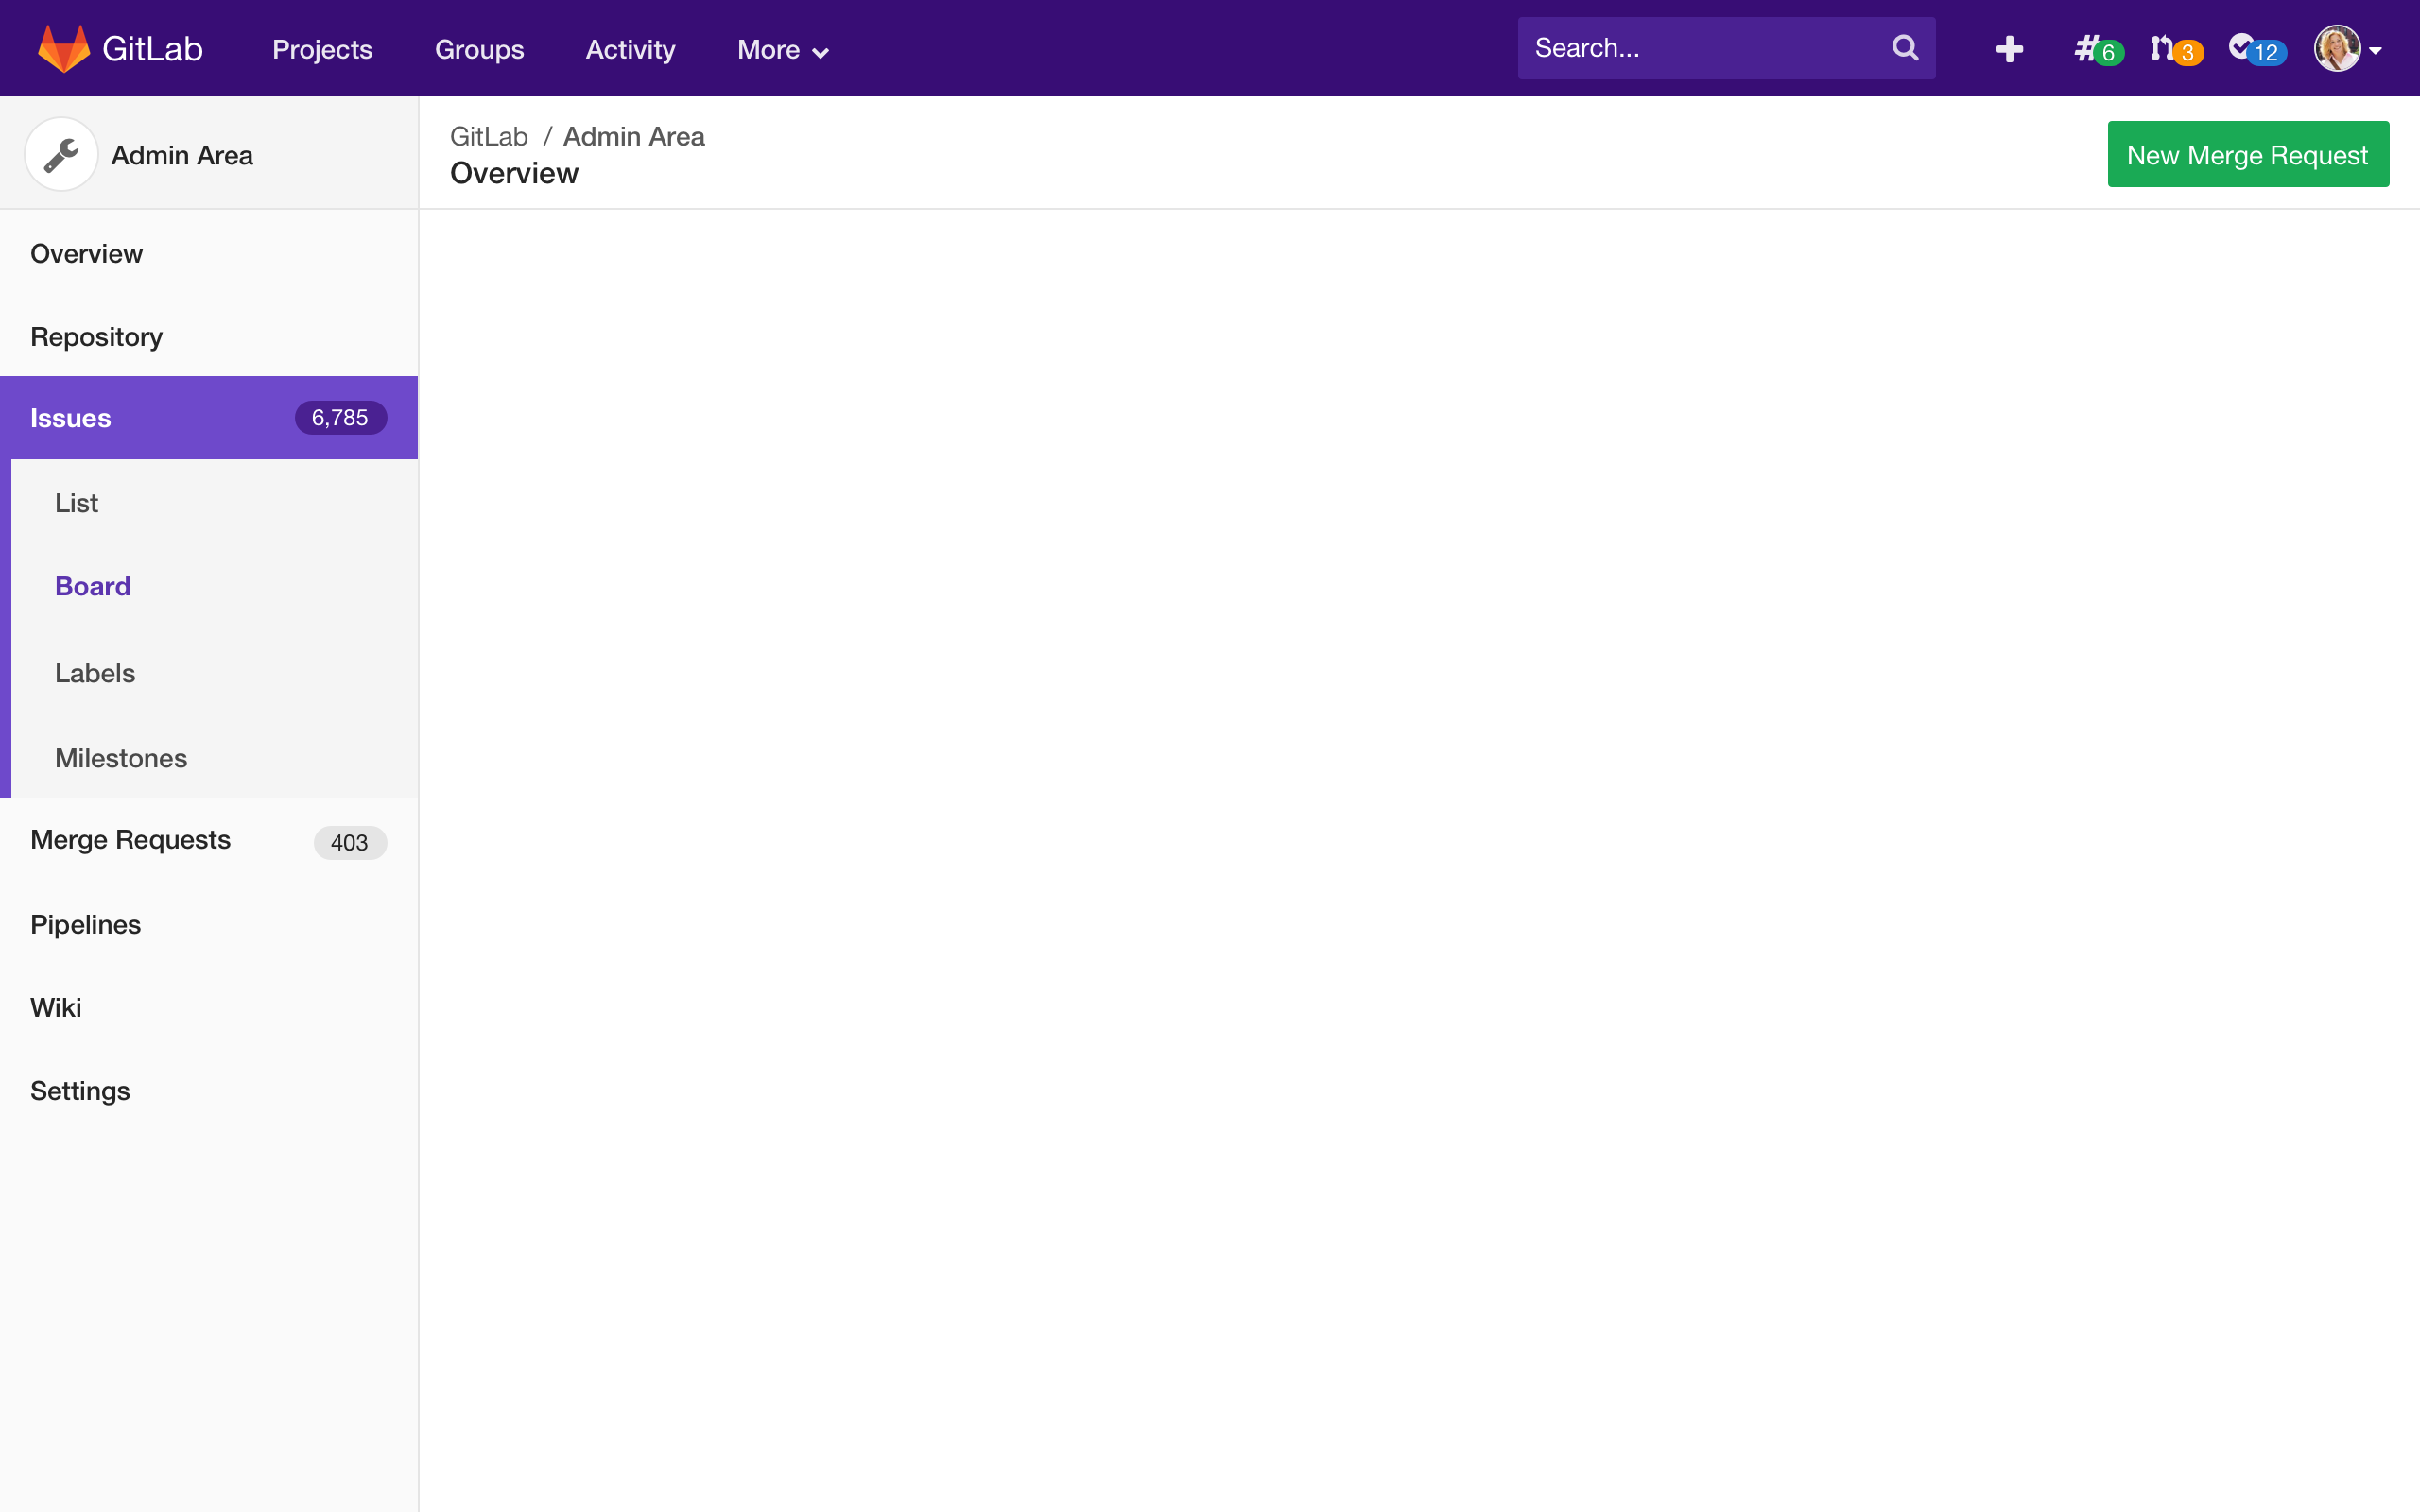 GitLab Projects Groups Activity More Search... 6 3 12
Admin Area
GitLab / Admin Area
Overview
New Merge Request
Overview
Repository
Issues 6,785
List
Board
Labels
Milestones
Merge Requests 403
Pipelines
Wiki
Settings